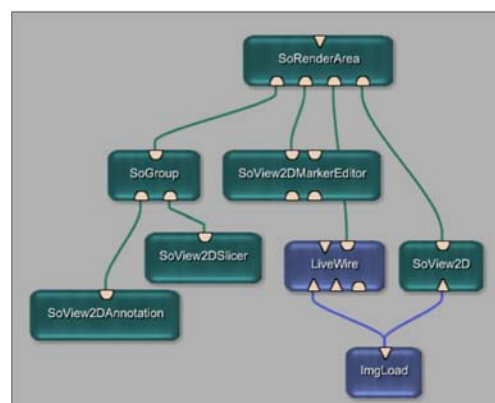 SoRenderArea
SoGroup
SoView2DMarkerEditor
SoView2DSlicer
LiveWire
SoView2D
SoView2DAnnotation
ImgLoad